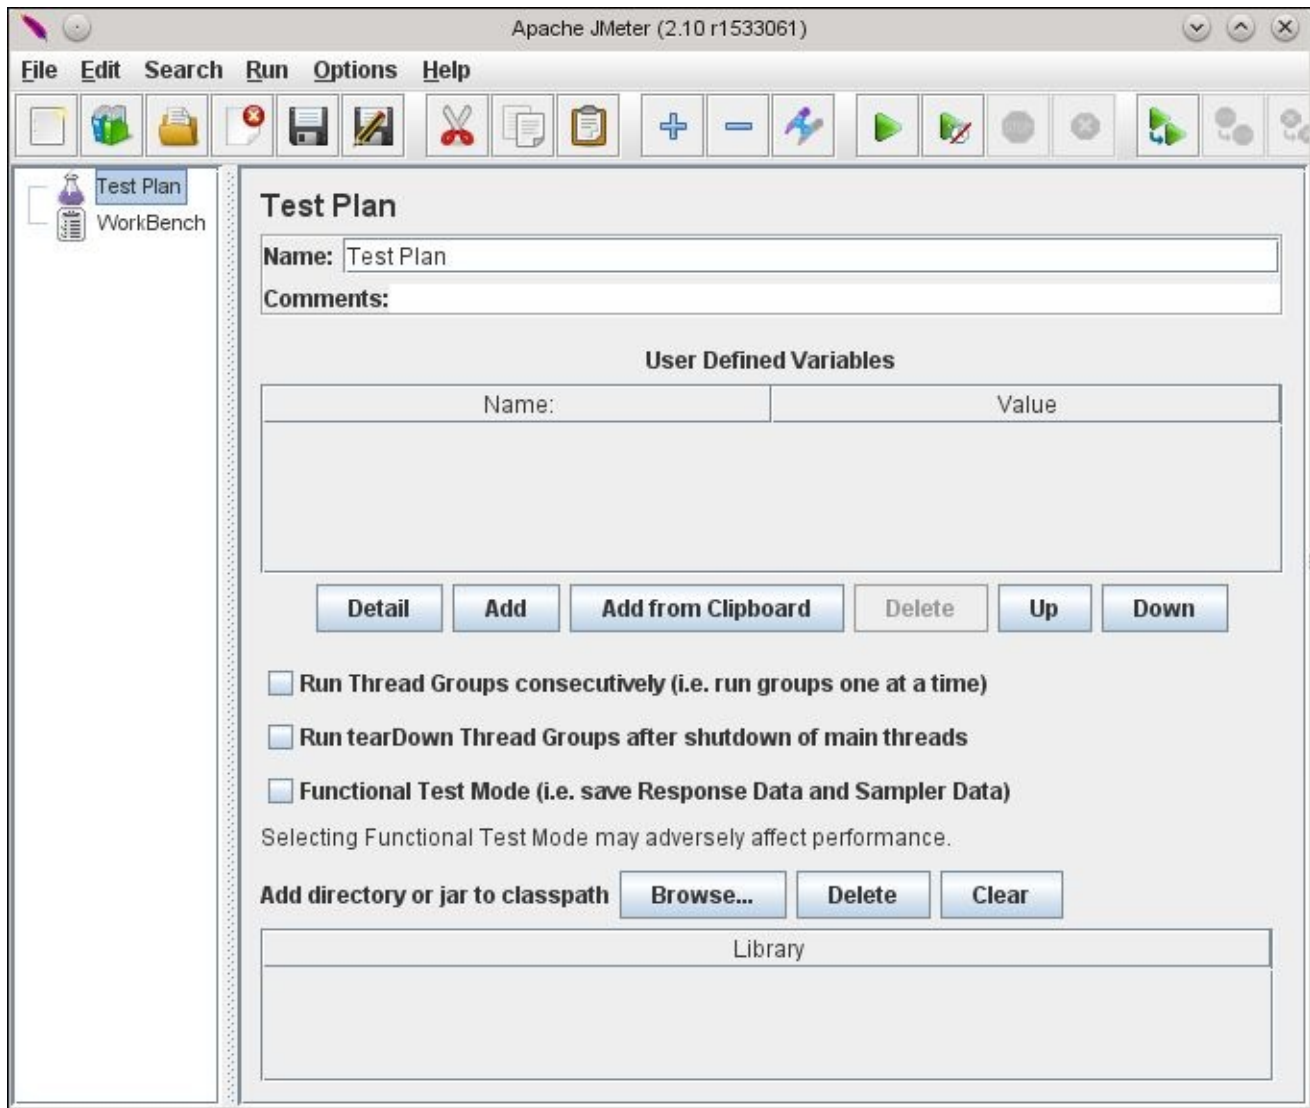 Apache JMeter (2.10 r1533061)
File Edit Search Run Options Help
Test Plan
WorkBench
Test Plan
Name: Test Plan
Comments:
User Defined Variables
Name: Value
Detail Add Add from Clipboard Delete Up Down
Run Thread Groups consecutively (i.e. run groups one at a time)
Run tearDown Thread Groups after shutdown of main threads
Functional Test Mode (i.e. save Response Data and Sampler Data)
Selecting Functional Test Mode may adversely affect performance.
Add directory or jar to classpath Browse... Delete Clear
Library